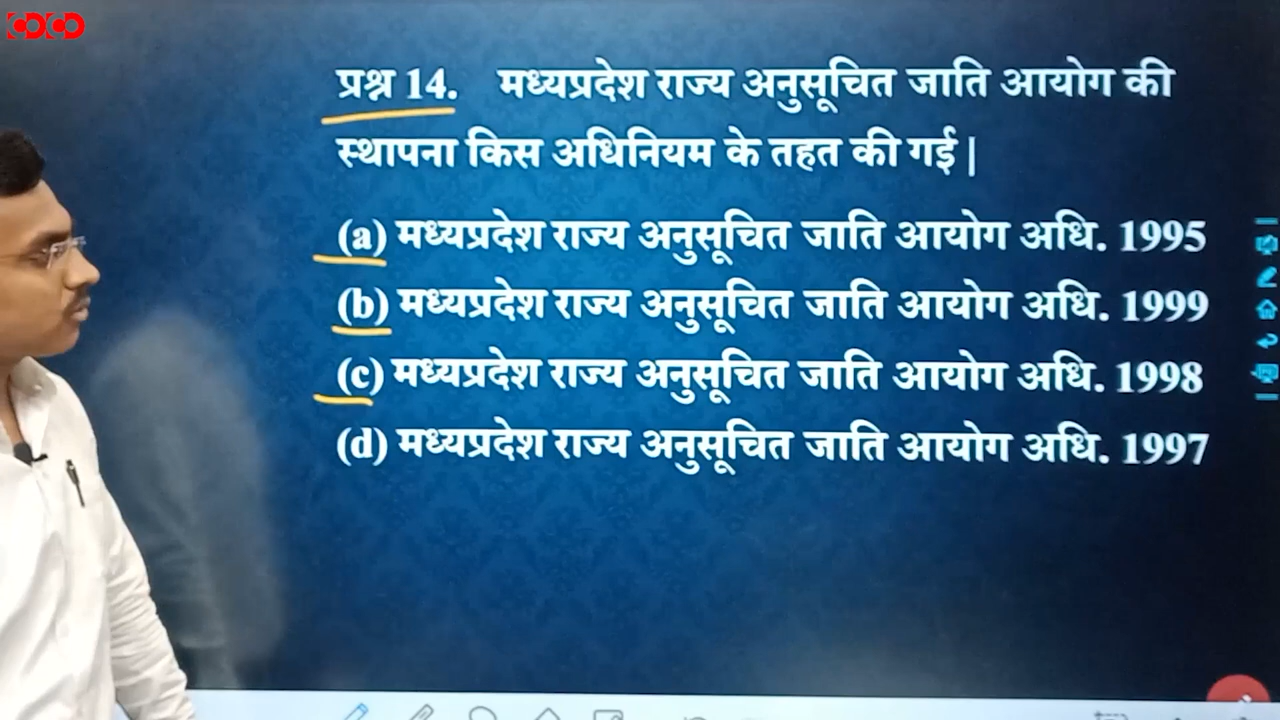 COCO
प्रश्न 14. मध्यप्रदेश राज्य अनुसूचित जाति आयोग की
स्थापना किस अधिनियम के तहत की गई |
(a) मध्यप्रदेश राज्य अनुसूचित जाति आयोग अधि. 1995
(b) मध्यप्रदेश राज्य अनुसूचित जाति आयोग अधि. 1999
(c) मध्यप्रदेश राज्य अनुसूचित जाति आयोग अधि. 1998
(d) मध्यप्रदेश राज्य अनुसूचित जाति आयोग अधि. 1997